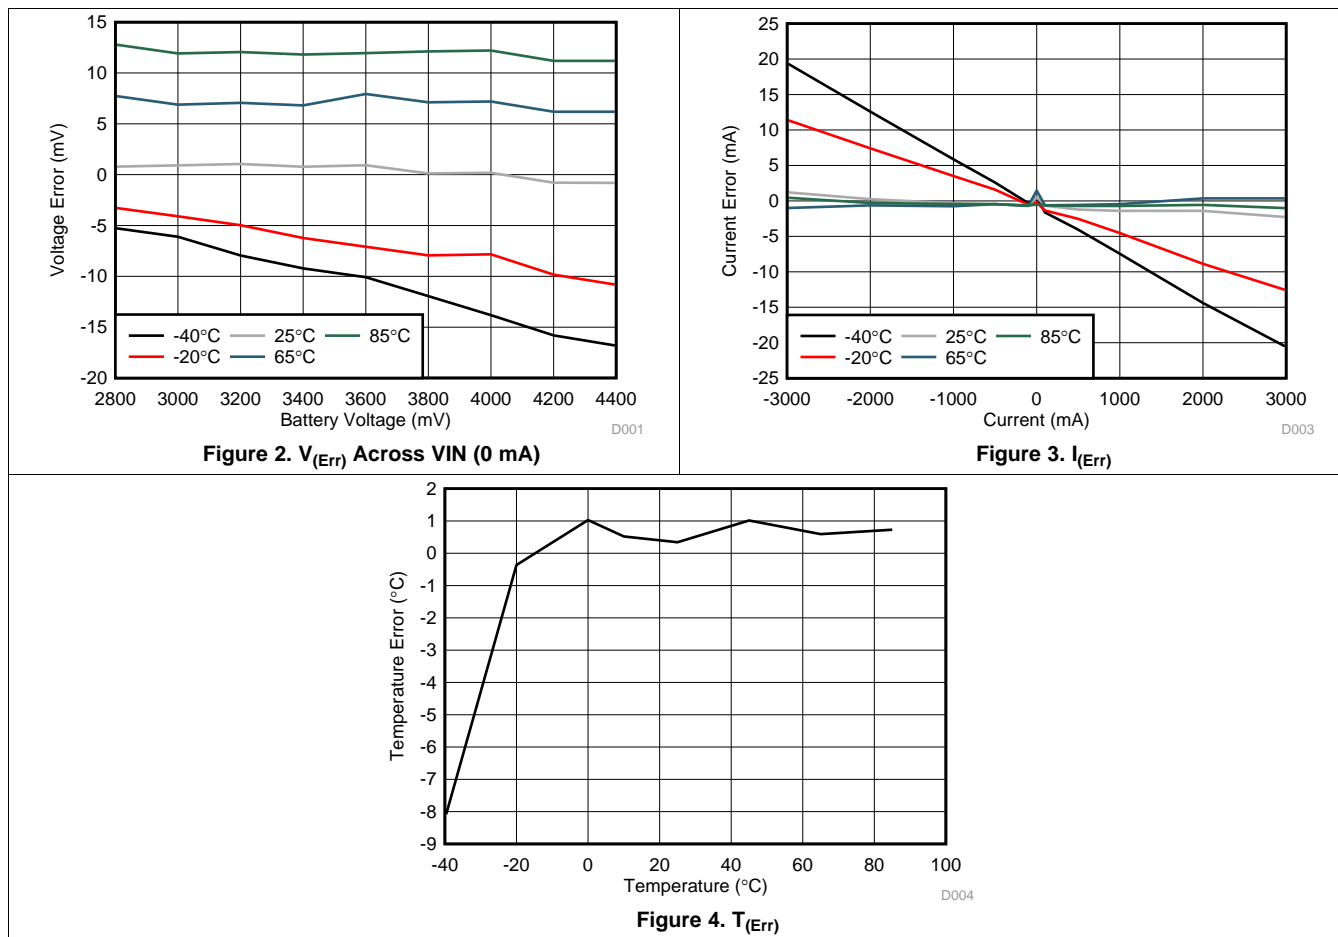 15
10
5
0
-5
-10
-15
-20
Voltage Error (mV)
-40°C 25°C 85°C
-20°C 65°C
2800 3000 3200 3400 3600 3800 4000 4200 4400
Battery Voltage (mV)
D001
Figure 2. V(Err) Across VIN (0 mA)
25
20
15
10
5
0
-5
-10
-15
-20
-25
Current Error (mA)
-40°C 25°C 85°C
-20°C 65°C
-3000 -2000 -1000 0 1000 2000 3000
Current (mA)
D003
Figure 3. I(Err)
2
1
0
-1
-2
-3
-4
-5
-6
-7
-8
-9
Temperature Error (°C)
-40 -20 0 20 40 60 80 100
Temperature (°C)
D004
Figure 4. T(Err)